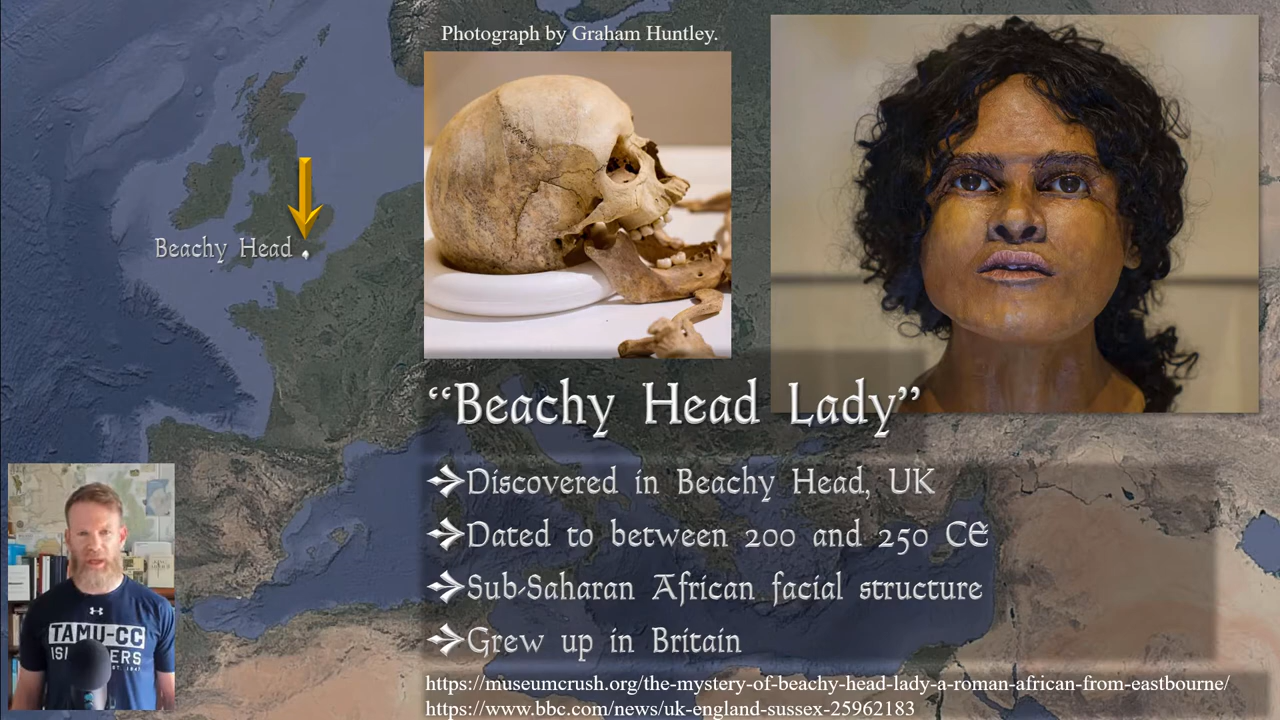 Photograph by Graham Huntley.
Beachy Head
“Beachy Head Lady”
Discovered in Beachy Head, UK
Dated to between 200 and 250 CE
Sub-Saharan African facial structure
Grew up in Britain
TAMU-CC
https://museumcrush.org/the-mystery-of-beachy-head-lady-a-roman-african-from-eastbourne/
https://www.bbc.com/news/uk-england-sussex-25962183